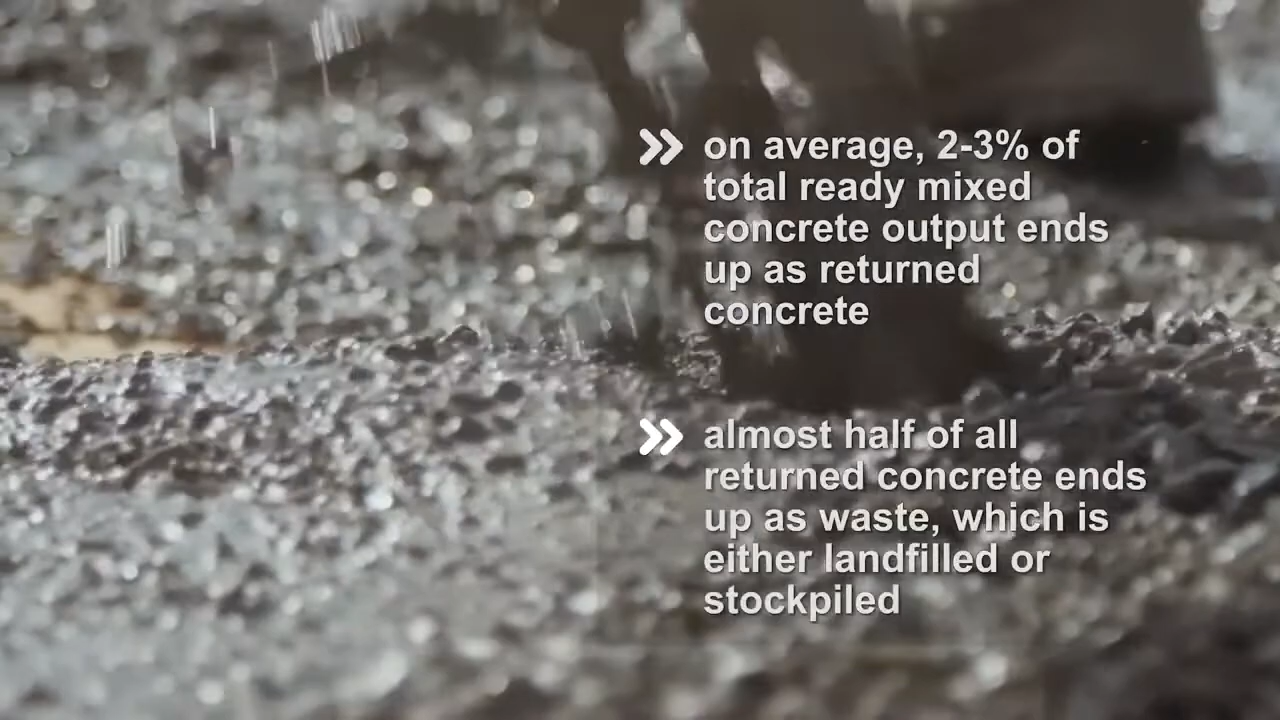 on average, 2-3% of
total ready mixed
concrete output ends
up as returned
concrete
almost half of all
returned concrete ends
up as waste, which is
either landfilled or
stockpiled